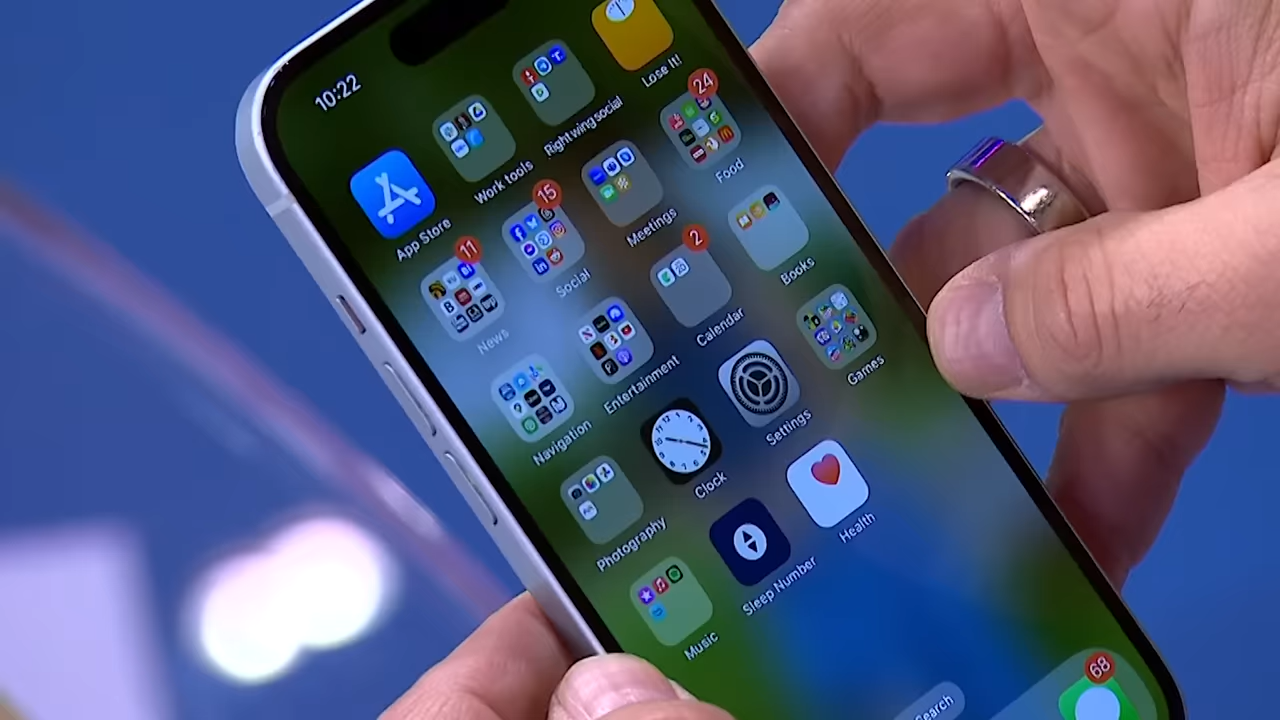 10:22
App Store
Work tools
Right wing social
Lose It!
11
News
15
Social
Meetings
24
Food
Navigation
Entertainment
2
Calendar
Books
Photography
Clock
Settings
Games
Music
Sleep Number
Health
Search
68